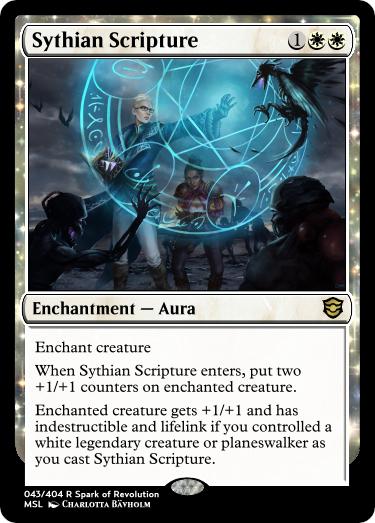 Sythian Scripture 1
Enchantment — Aura
Enchant creature
When Sythian Scripture enters, put two
+1/+1 counters on enchanted creature.
Enchanted creature gets +1/+1 and has
indestructible and lifelink if you controlled a
white legendary creature or planeswalker as
you cast Sythian Scripture.
043/404 R Spark of Revolution
MSL Charlotta Bävholm